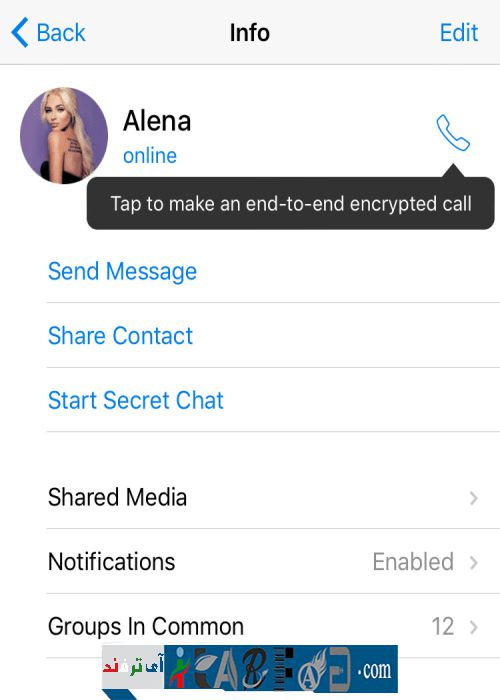 Back Info Edit
Alena
online
Tap to make an end-to-end encrypted call
Send Message
Share Contact
Start Secret Chat
Shared Media
Notifications Enabled
Groups In Common 12
آی ترفند
.com